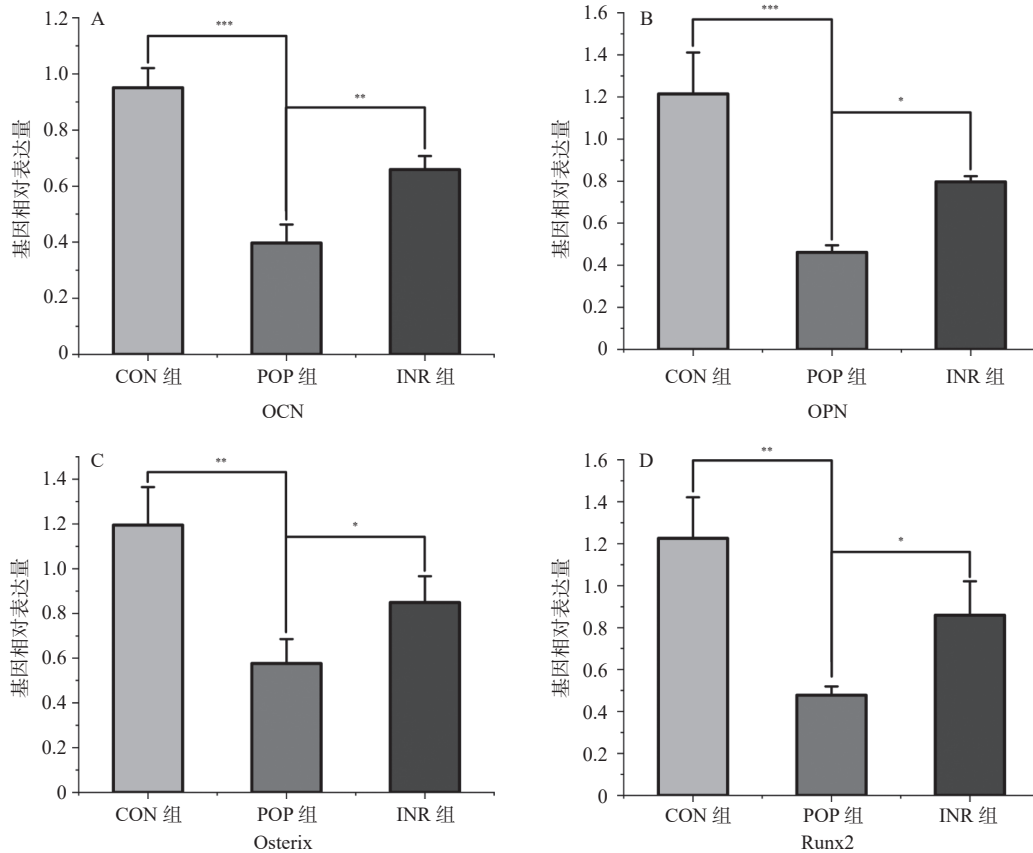 A
***
**
1.2
1.0
0.8
0.6
0.4
0.2
0
基因相对表达量
CON 组
POP 组
INR 组
OCN
B
***
*
1.6
1.4
1.2
1.0
0.8
0.6
0.4
0.2
0
基因相对表达量
CON 组
POP 组
INR 组
OPN
C
**
*
1.4
1.2
1.0
0.8
0.6
0.4
0.2
0
基因相对表达量
CON 组
POP 组
INR 组
Osterix
D
**
*
1.6
1.4
1.2
1.0
0.8
0.6
0.4
0.2
0
基因相对表达量
CON 组
POP 组
INR 组
Runx2